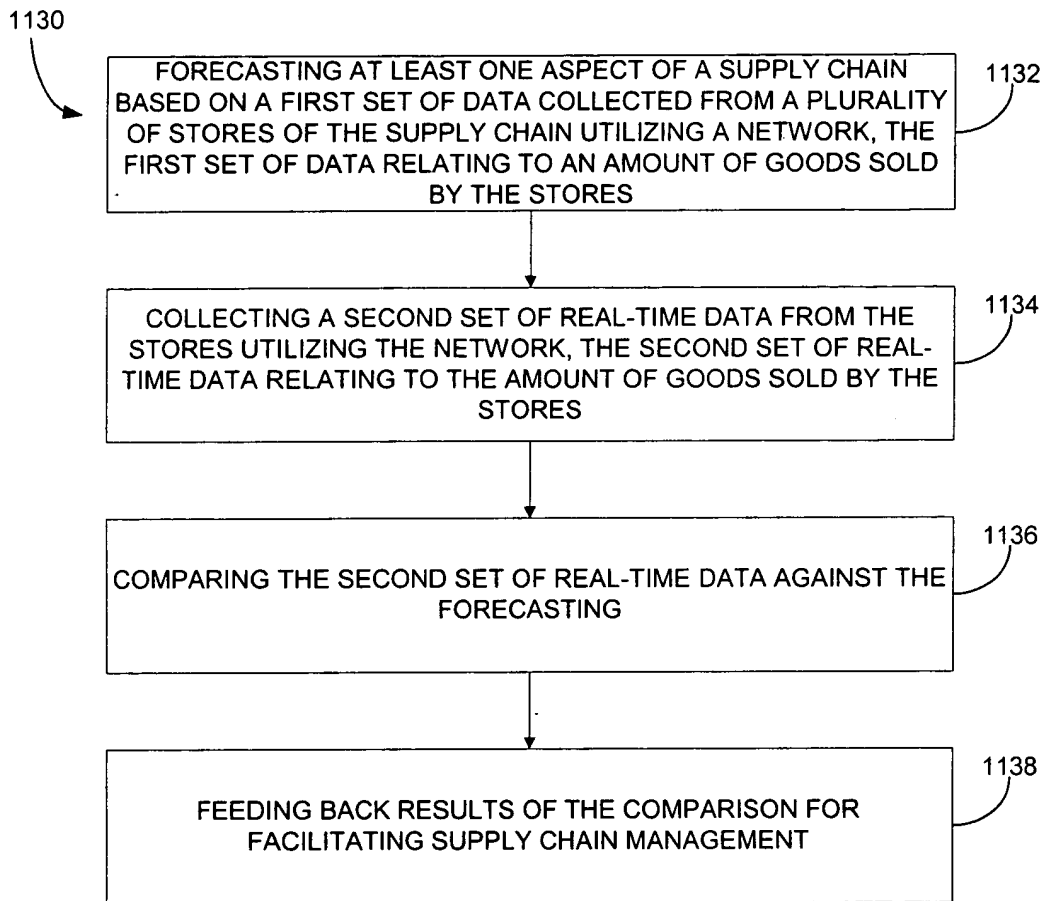 1130
FORECASTING AT LEAST ONE ASPECT OF A SUPPLY CHAIN
BASED ON A FIRST SET OF DATA COLLECTED FROM A PLURALITY
OF STORES OF THE SUPPLY CHAIN UTILIZING A NETWORK, THE
FIRST SET OF DATA RELATING TO AN AMOUNT OF GOODS SOLD
BY THE STORES
1132
COLLECTING A SECOND SET OF REAL-TIME DATA FROM THE
STORES UTILIZING THE NETWORK, THE SECOND SET OF REAL-
TIME DATA RELATING TO THE AMOUNT OF GOODS SOLD BY THE
STORES
1134
COMPARING THE SECOND SET OF REAL-TIME DATA AGAINST THE
FORECASTING
1136
FEEDING BACK RESULTS OF THE COMPARISON FOR
FACILITATING SUPPLY CHAIN MANAGEMENT
1138